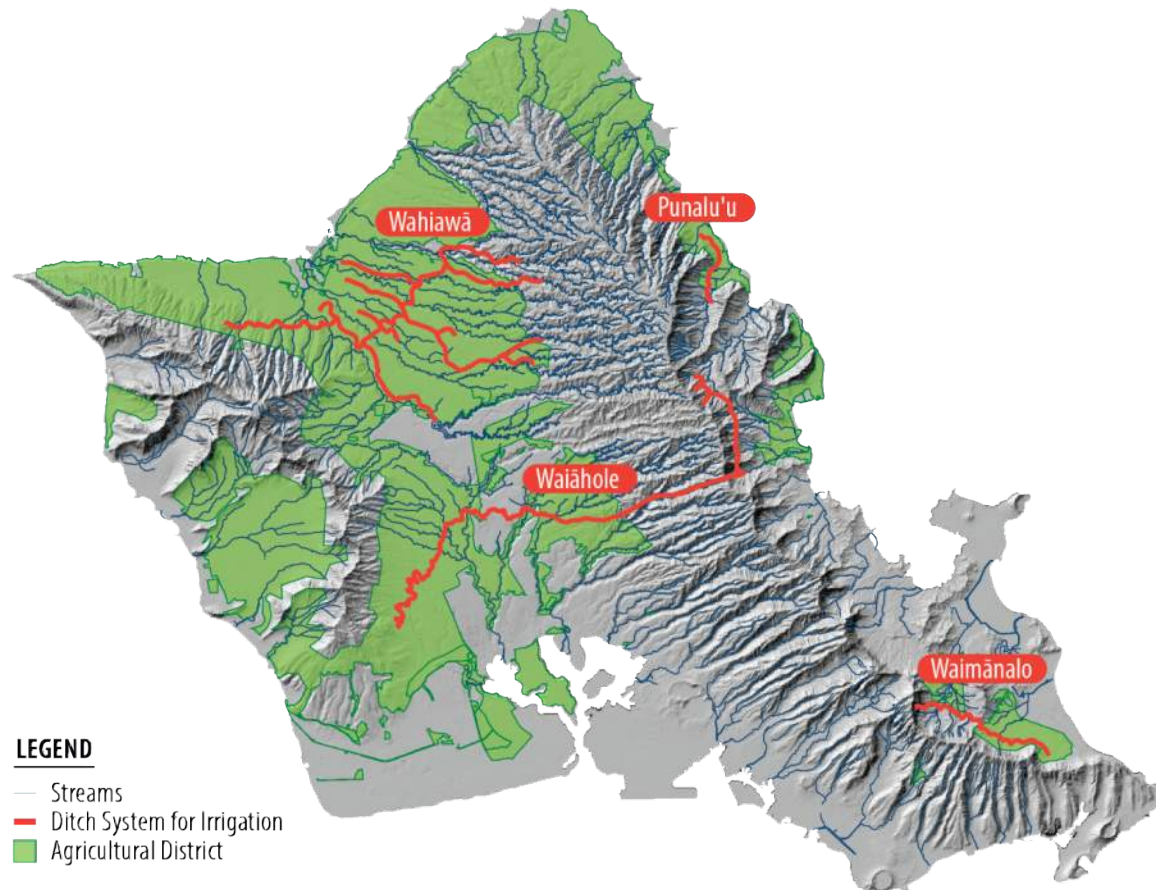 Wahiawā
Punalu'u
Waiāhole
Waimānalo
LEGEND
Streams
Ditch System for Irrigation
Agricultural District